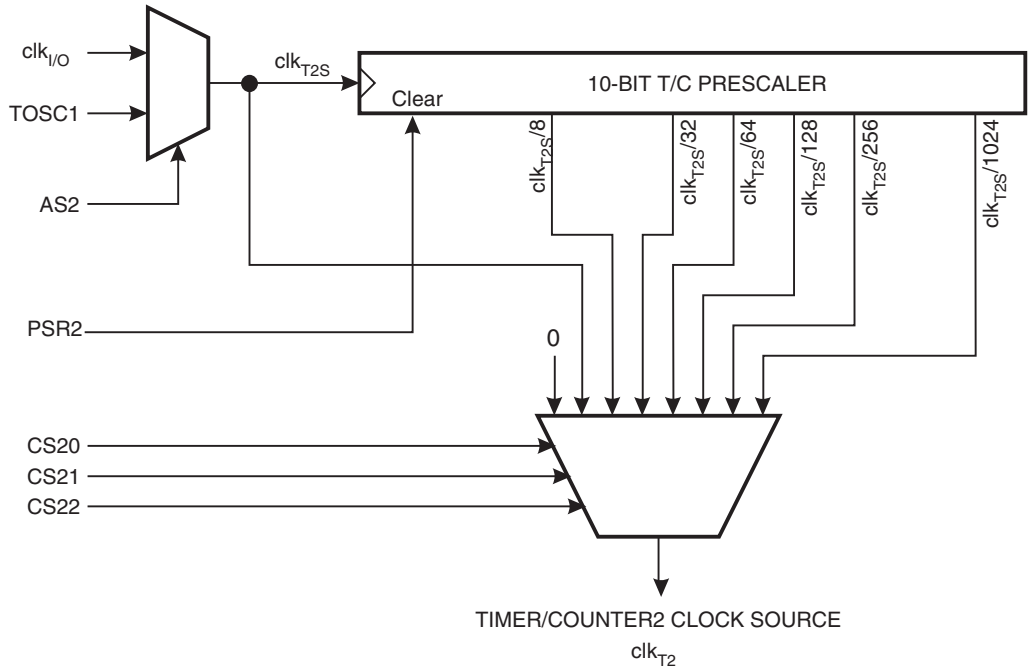 clkI/O
TOSC1
AS2
PSR2
clkT2S
10-BIT T/C PRESCALER
Clear
clkT2S/8
clkT2S/32
clkT2S/64
clkT2S/128
clkT2S/256
clkT2S/1024
0
CS20
CS21
CS22
TIMER/COUNTER2 CLOCK SOURCE
clkT2